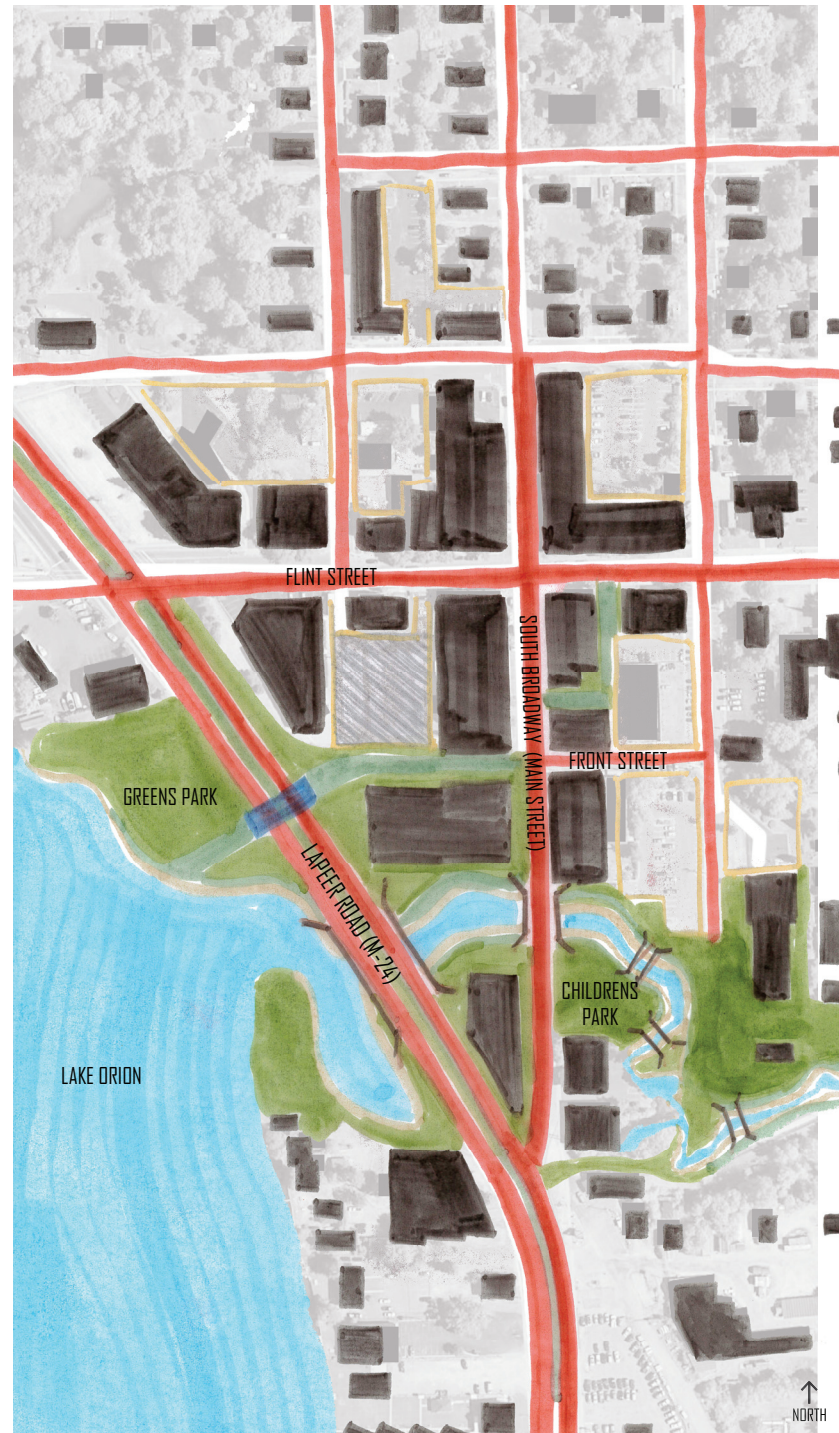 FLINT STREET
SOUTH BROADWAY (MAIN STREET)
FRONT STREET
GREENS PARK
LAPEER ROAD (M-24)
CHILDRENS
PARK
LAKE ORION
NORTH